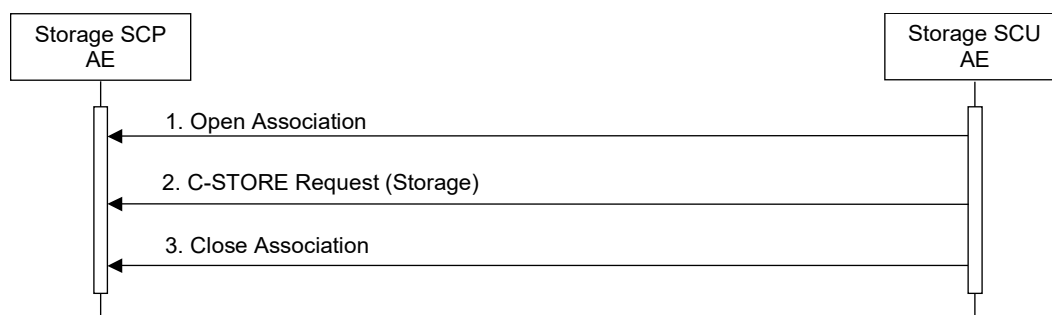 Storage SCP
AE
Storage SCU
AE
1. Open Association
2. C-STORE Request (Storage)
3. Close Association